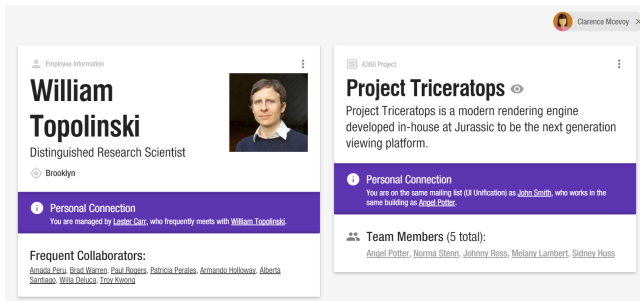 Clarence Mcevoy
Employee Information
William
Topolinski
Distinguished Research Scientist
Brooklyn
Personal Connection
You are managed by Lester Carr, who frequently meets with William Topolinski.
Frequent Collaborators:
Amada Peru, Brad Warren, Paul Rogers, Patricia Perales, Armando Holloway, Alberta
Santiago, Willa Deluca, Troy Kwong
A360 Project
Project Triceratops
Project Triceratops is a modern rendering engine
developed in-house at Jurassic to be the next generation
viewing platform.
Personal Connection
You are on the same mailing list (UI Unification) as John Smith, who works in the
same building as Angel Potter.
Team Members (5 total):
Angel Potter, Norma Stenn, Johnny Ross, Melany Lambert, Sidney Huss